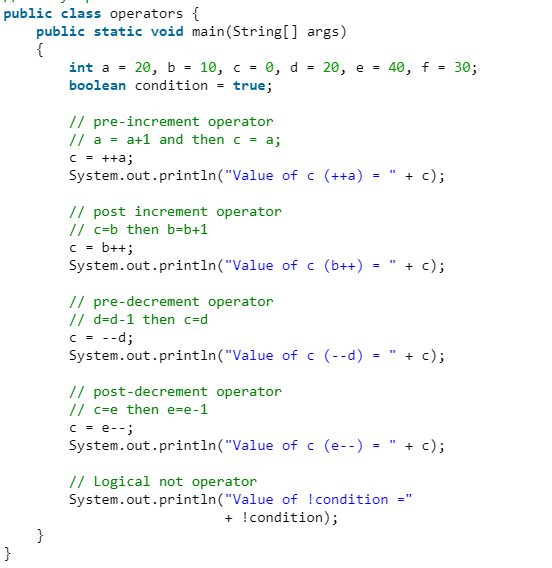 public class operators {
    public static void main(String[] args)
    {
        int a = 20, b = 10, c = 0, d = 20, e = 40, f = 30;
        boolean condition = true;

        // pre-increment operator
        // a = a+1 and then c = a;
        c = ++a;
        System.out.println("Value of c (++a) = " + c);

        // post increment operator
        // c=b then b=b+1
        c = b++;
        System.out.println("Value of c (b++) = " + c);

        // pre-decrement operator
        // d=d-1 then c=d
        c = --d;
        System.out.println("Value of c (--d) = " + c);

        // post-decrement operator
        // c=e then e=e-1
        c = e--;
        System.out.println("Value of c (e--) = " + c);

        // Logical not operator
        System.out.println("Value of !condition ="
                           + !condition);
    }
}